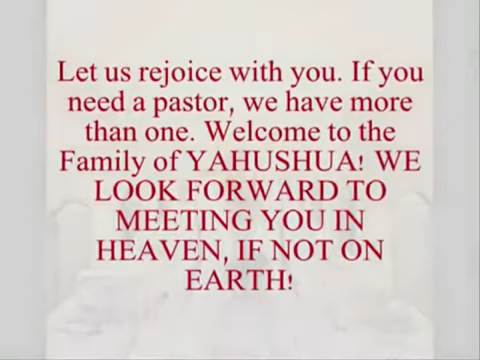 Let us rejoice with you. If you
need a pastor, we have more
than one. Welcome to the
Family of YAHUSHUA! WE
LOOK FORWARD TO
MEETING YOU IN
HEAVEN, IF NOT ON
EARTH!